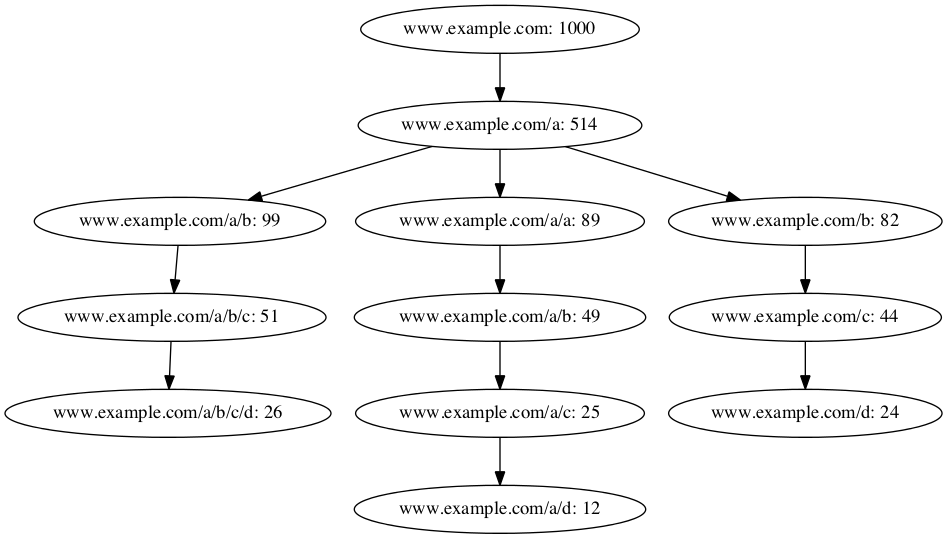 www.example.com: 1000
www.example.com/a: 514
www.example.com/a/b: 99
www.example.com/a/a: 89
www.example.com/b: 82
www.example.com/a/b/c: 51
www.example.com/a/b: 49
www.example.com/c: 44
www.example.com/a/b/c/d: 26
www.example.com/a/c: 25
www.example.com/d: 24
www.example.com/a/d: 12